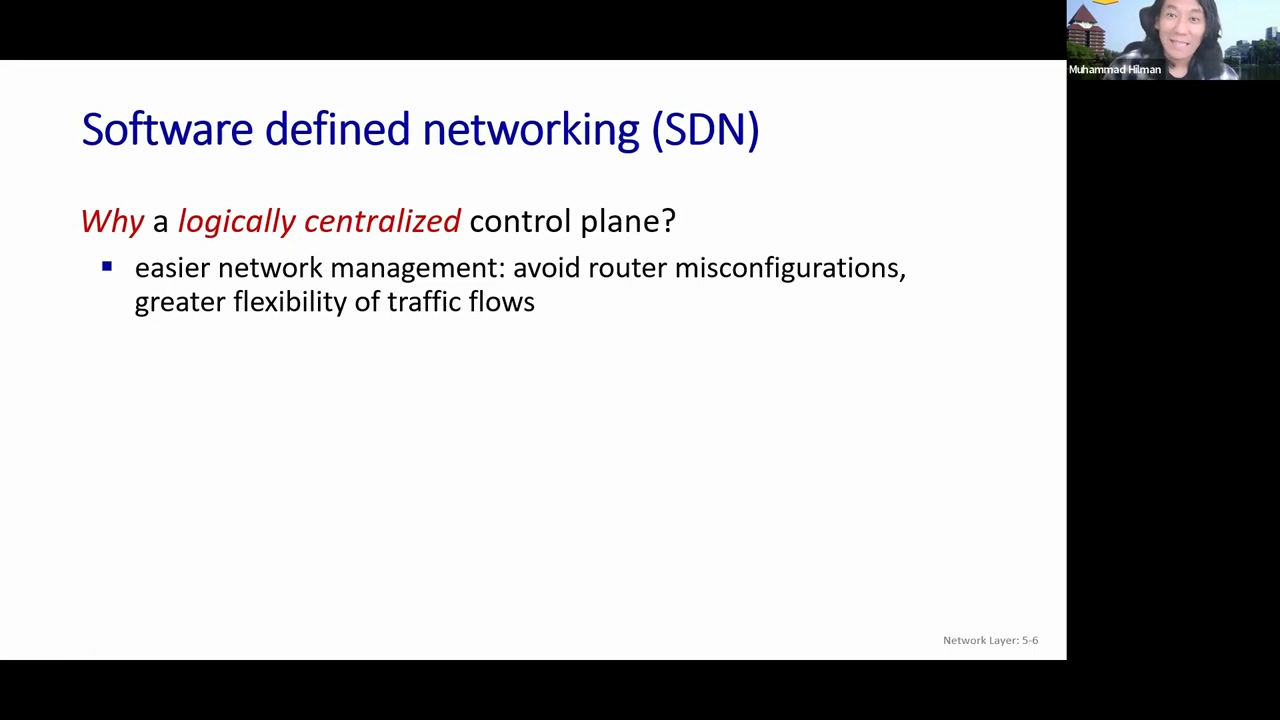 Software defined networking (SDN)
Why a logically centralized control plane?
▪ easier network management: avoid router misconfigurations,
greater flexibility of traffic flows
Network Layer: 5-6
Muhammad Hilman